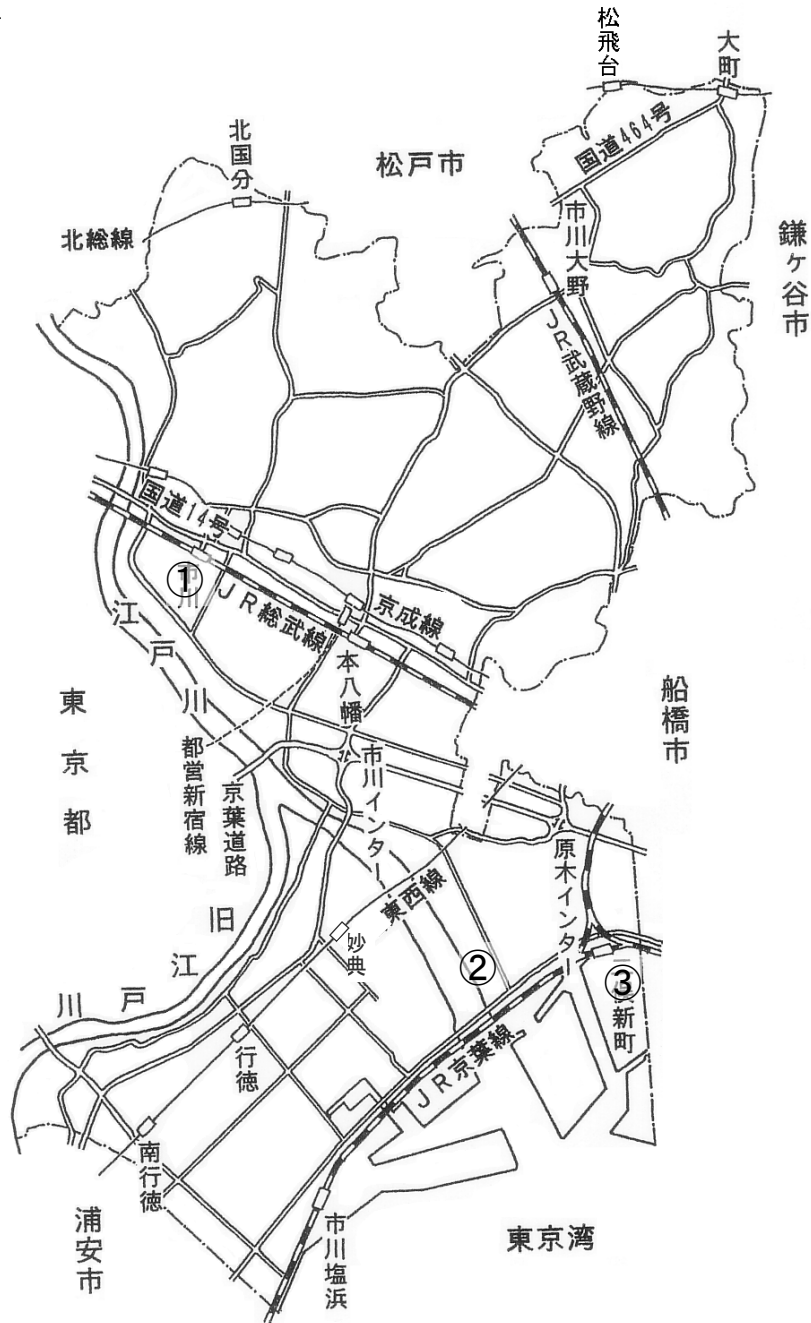 松飛台
大町
国道464号
北国分
松戸市
北総線
市川大野
鎌ヶ谷市
JR武蔵野線
国道14号
①
市川
JR総武線
京成線
江戸川
本八幡
船橋市
東京都
都営新宿線
京葉道路
市川インター
原木インター
東西線
妙典
旧江戸川
②
③
新町
行徳
JR京葉線
南行徳
浦安市
市川塩浜
東京湾